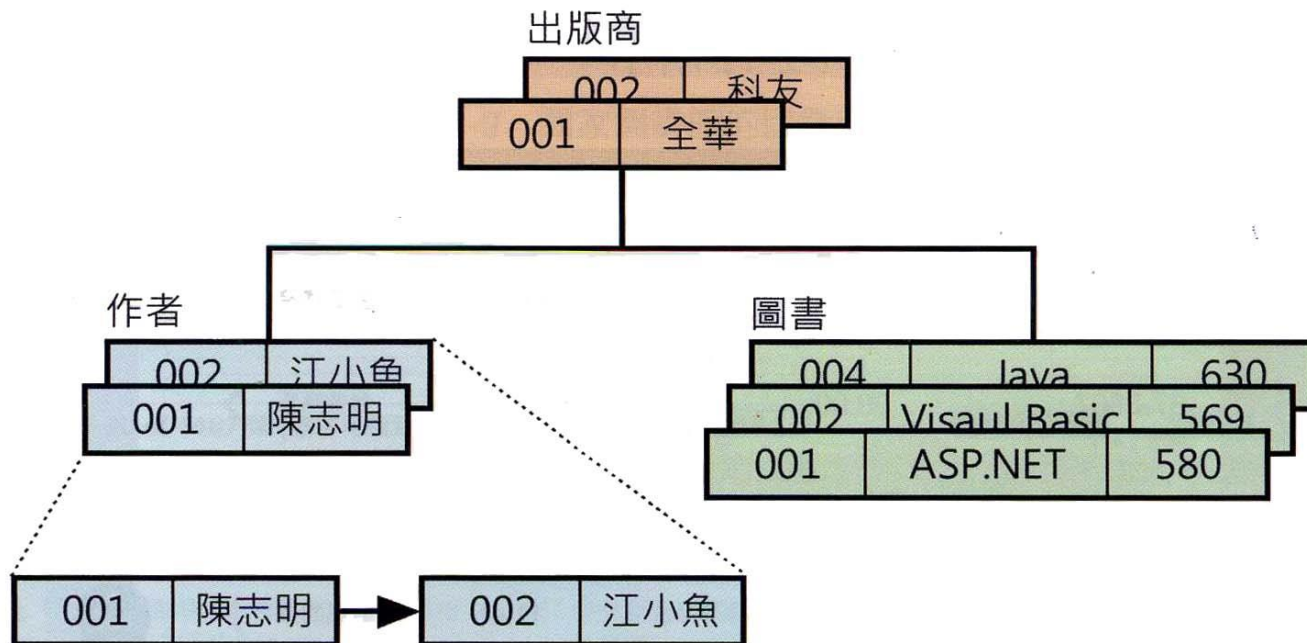 出版商
002 科友
001 全華
作者
002 江小魚
001 陳志明
圖書
004 Java 630
002 Visaul Basic 569
001 ASP.NET 580
001 陳志明 002 江小魚